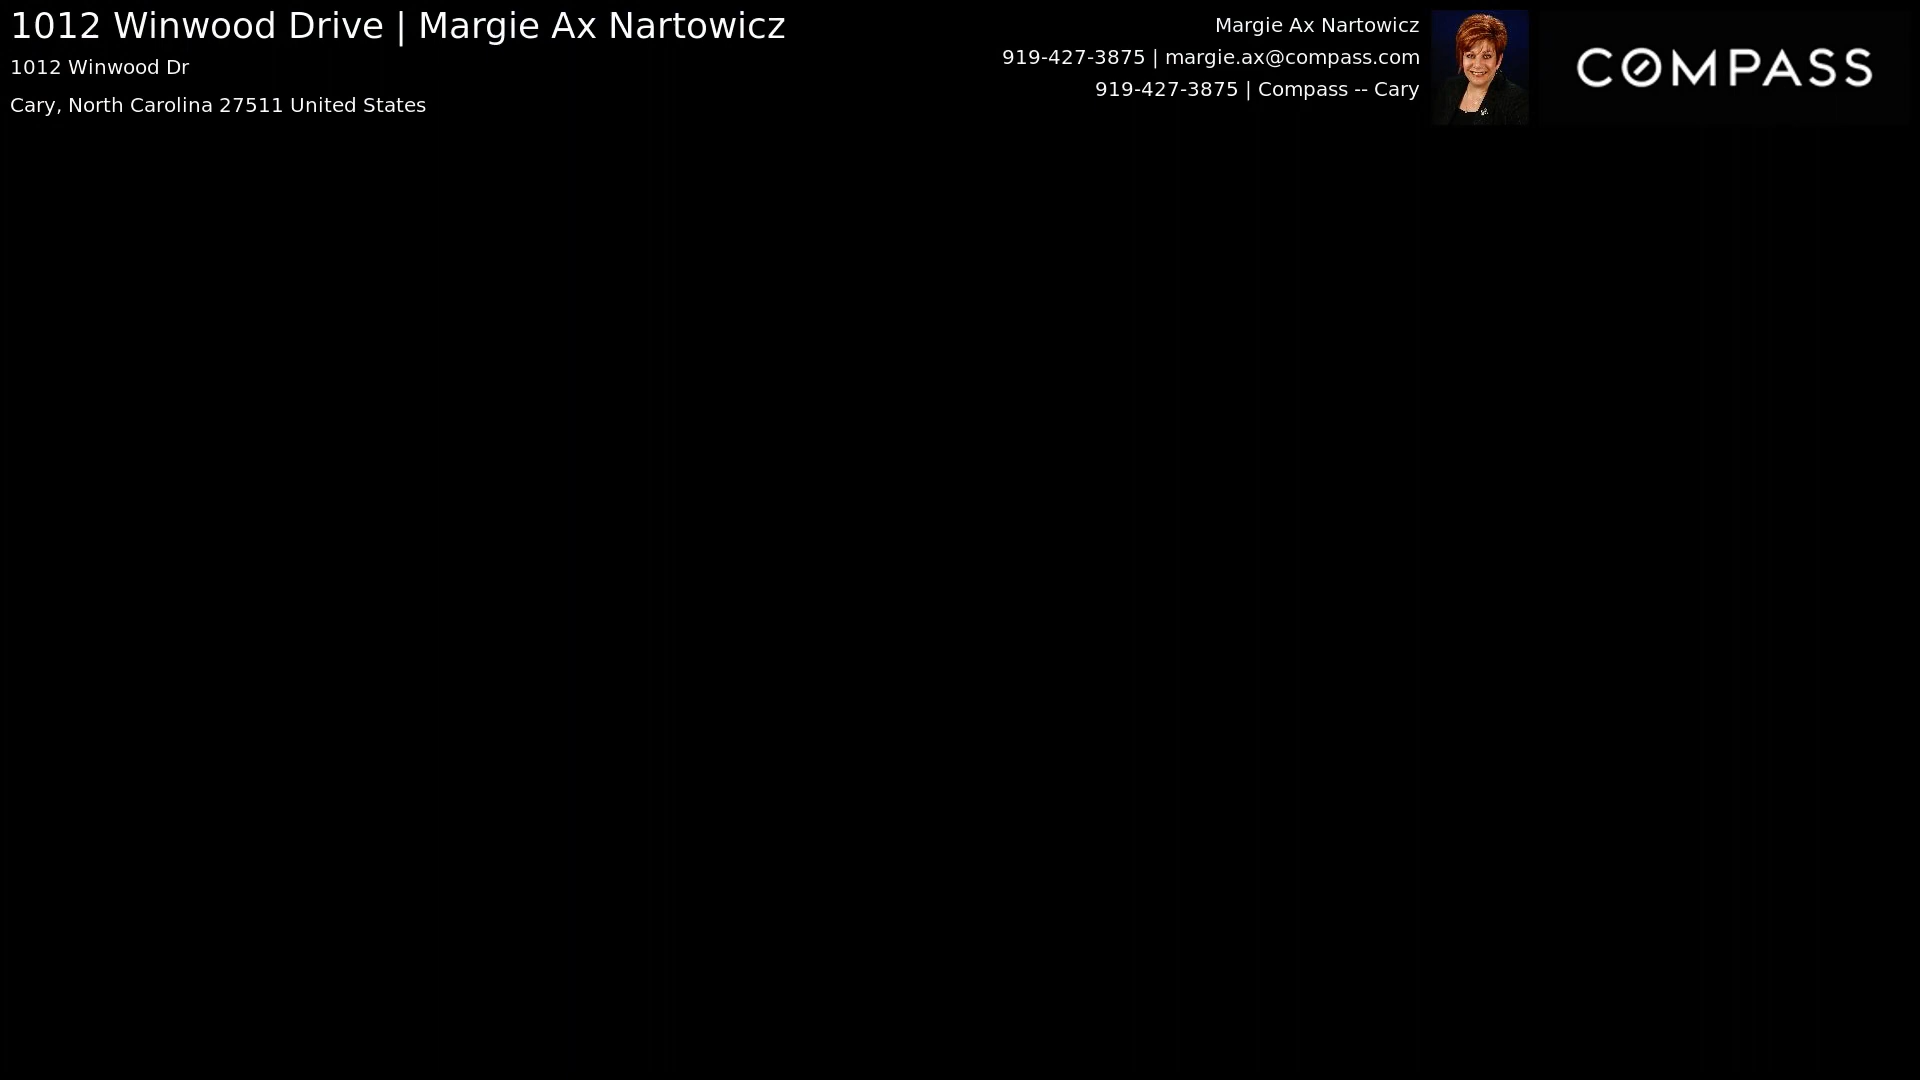 1012 Winwood Drive | Margie Ax Nartowicz
1012 Winwood Dr
Cary, North Carolina 27511 United States
Margie Ax Nartowicz
919-427-3875 | margie.ax@compass.com
919-427-3875 | Compass -- Cary
COMPASS